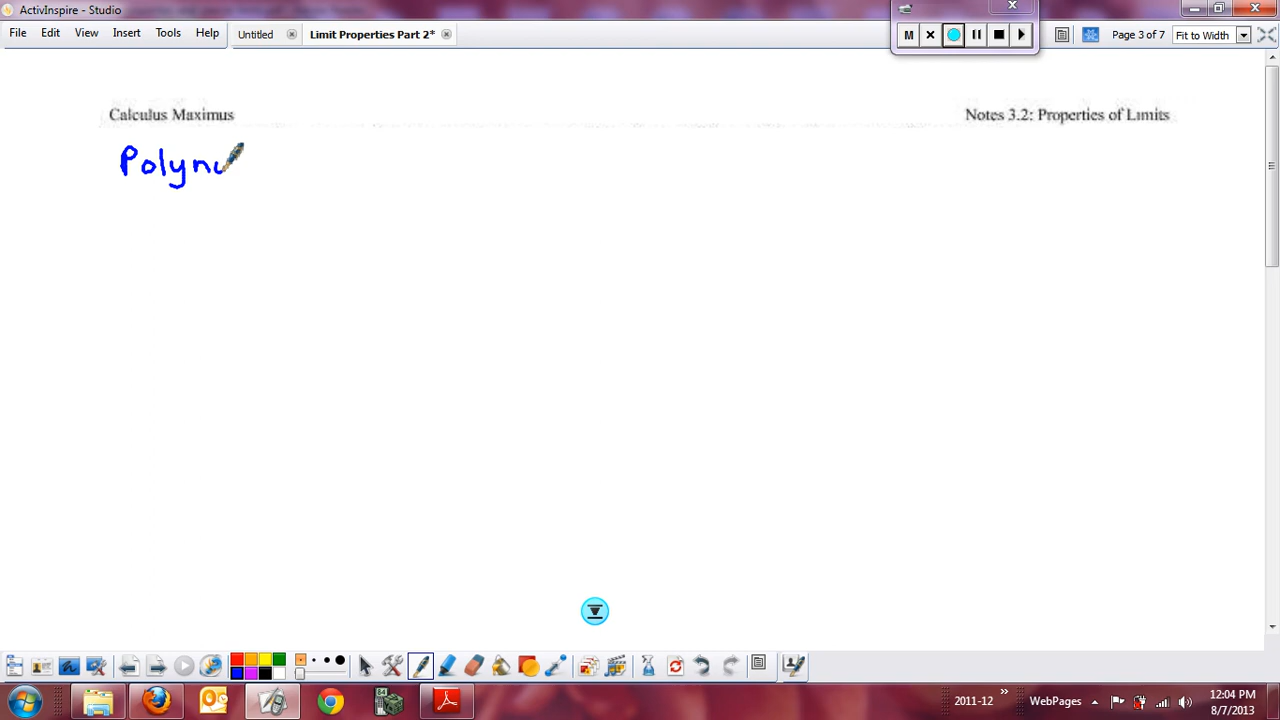 ActivInspire - Studio
File Edit View Insert Tools Help Untitled Limit Properties Part 2* M Page 3 of 7 Fit to Width
Calculus Maximus Notes 3.2: Properties of Limits
Polyno
2011-12 WebPages 12:04 PM
8/7/2013